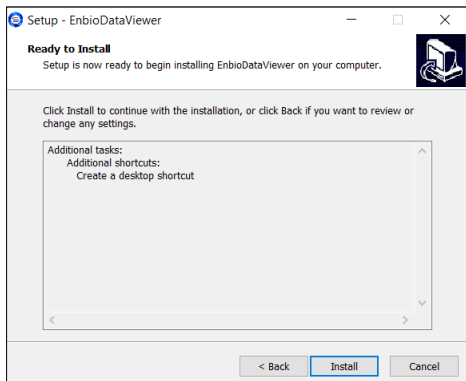 Setup - EnbioDataViewer
Ready to Install
Setup is now ready to begin installing EnbioDataViewer on your computer.
Click Install to continue with the installation, or click Back if you want to review or
change any settings.
Additional tasks:
Additional shortcuts:
Create a desktop shortcut
< Back
Install
Cancel